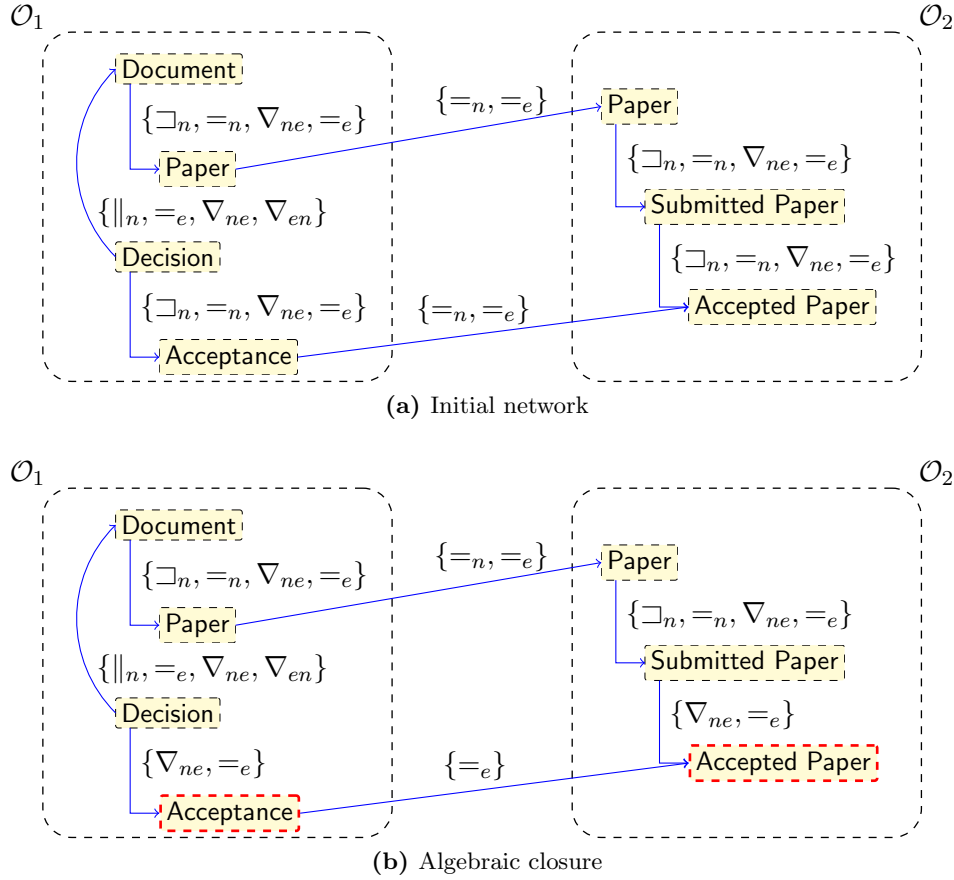 𝒪₁ 𝒪₂
Document
{=ₙ, =ₑ}
Paper
{⊐ₙ, =ₙ, ∇ₙₑ, =ₑ}
{⊐ₙ, =ₙ, ∇ₙₑ, =ₑ}
Paper
Submitted Paper
{∥ₙ, =ₑ, ∇ₙₑ, ∇ₑₙ}
Decision
{⊐ₙ, =ₙ, ∇ₙₑ, =ₑ}
{⊐ₙ, =ₙ, ∇ₙₑ, =ₑ}
{=ₙ, =ₑ}
Accepted Paper
Acceptance
(a) Initial network
𝒪₁ 𝒪₂
Document
{=ₙ, =ₑ}
Paper
{⊐ₙ, =ₙ, ∇ₙₑ, =ₑ}
{⊐ₙ, =ₙ, ∇ₙₑ, =ₑ}
Paper
Submitted Paper
{∥ₙ, =ₑ, ∇ₙₑ, ∇ₑₙ}
Decision
{∇ₙₑ, =ₑ}
{∇ₙₑ, =ₑ}
{=ₑ}
Accepted Paper
Acceptance
(b) Algebraic closure